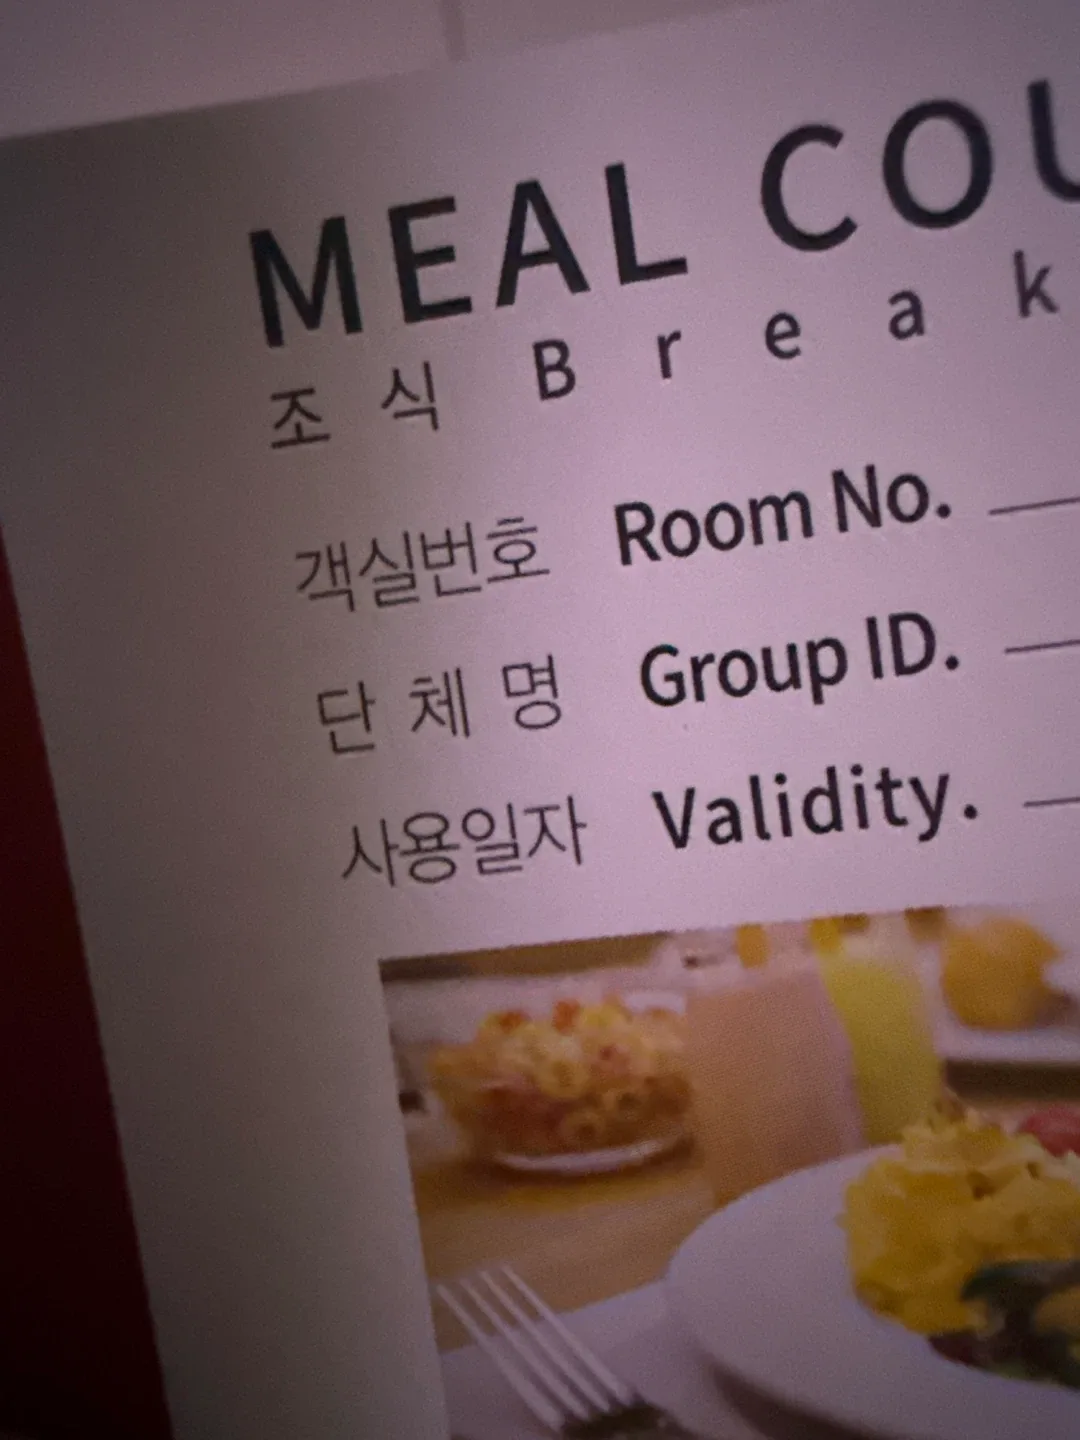 MEAL COU
조 식 Break
객실번호 Room No.
단 체 명 Group ID.
사용일자 Validity.